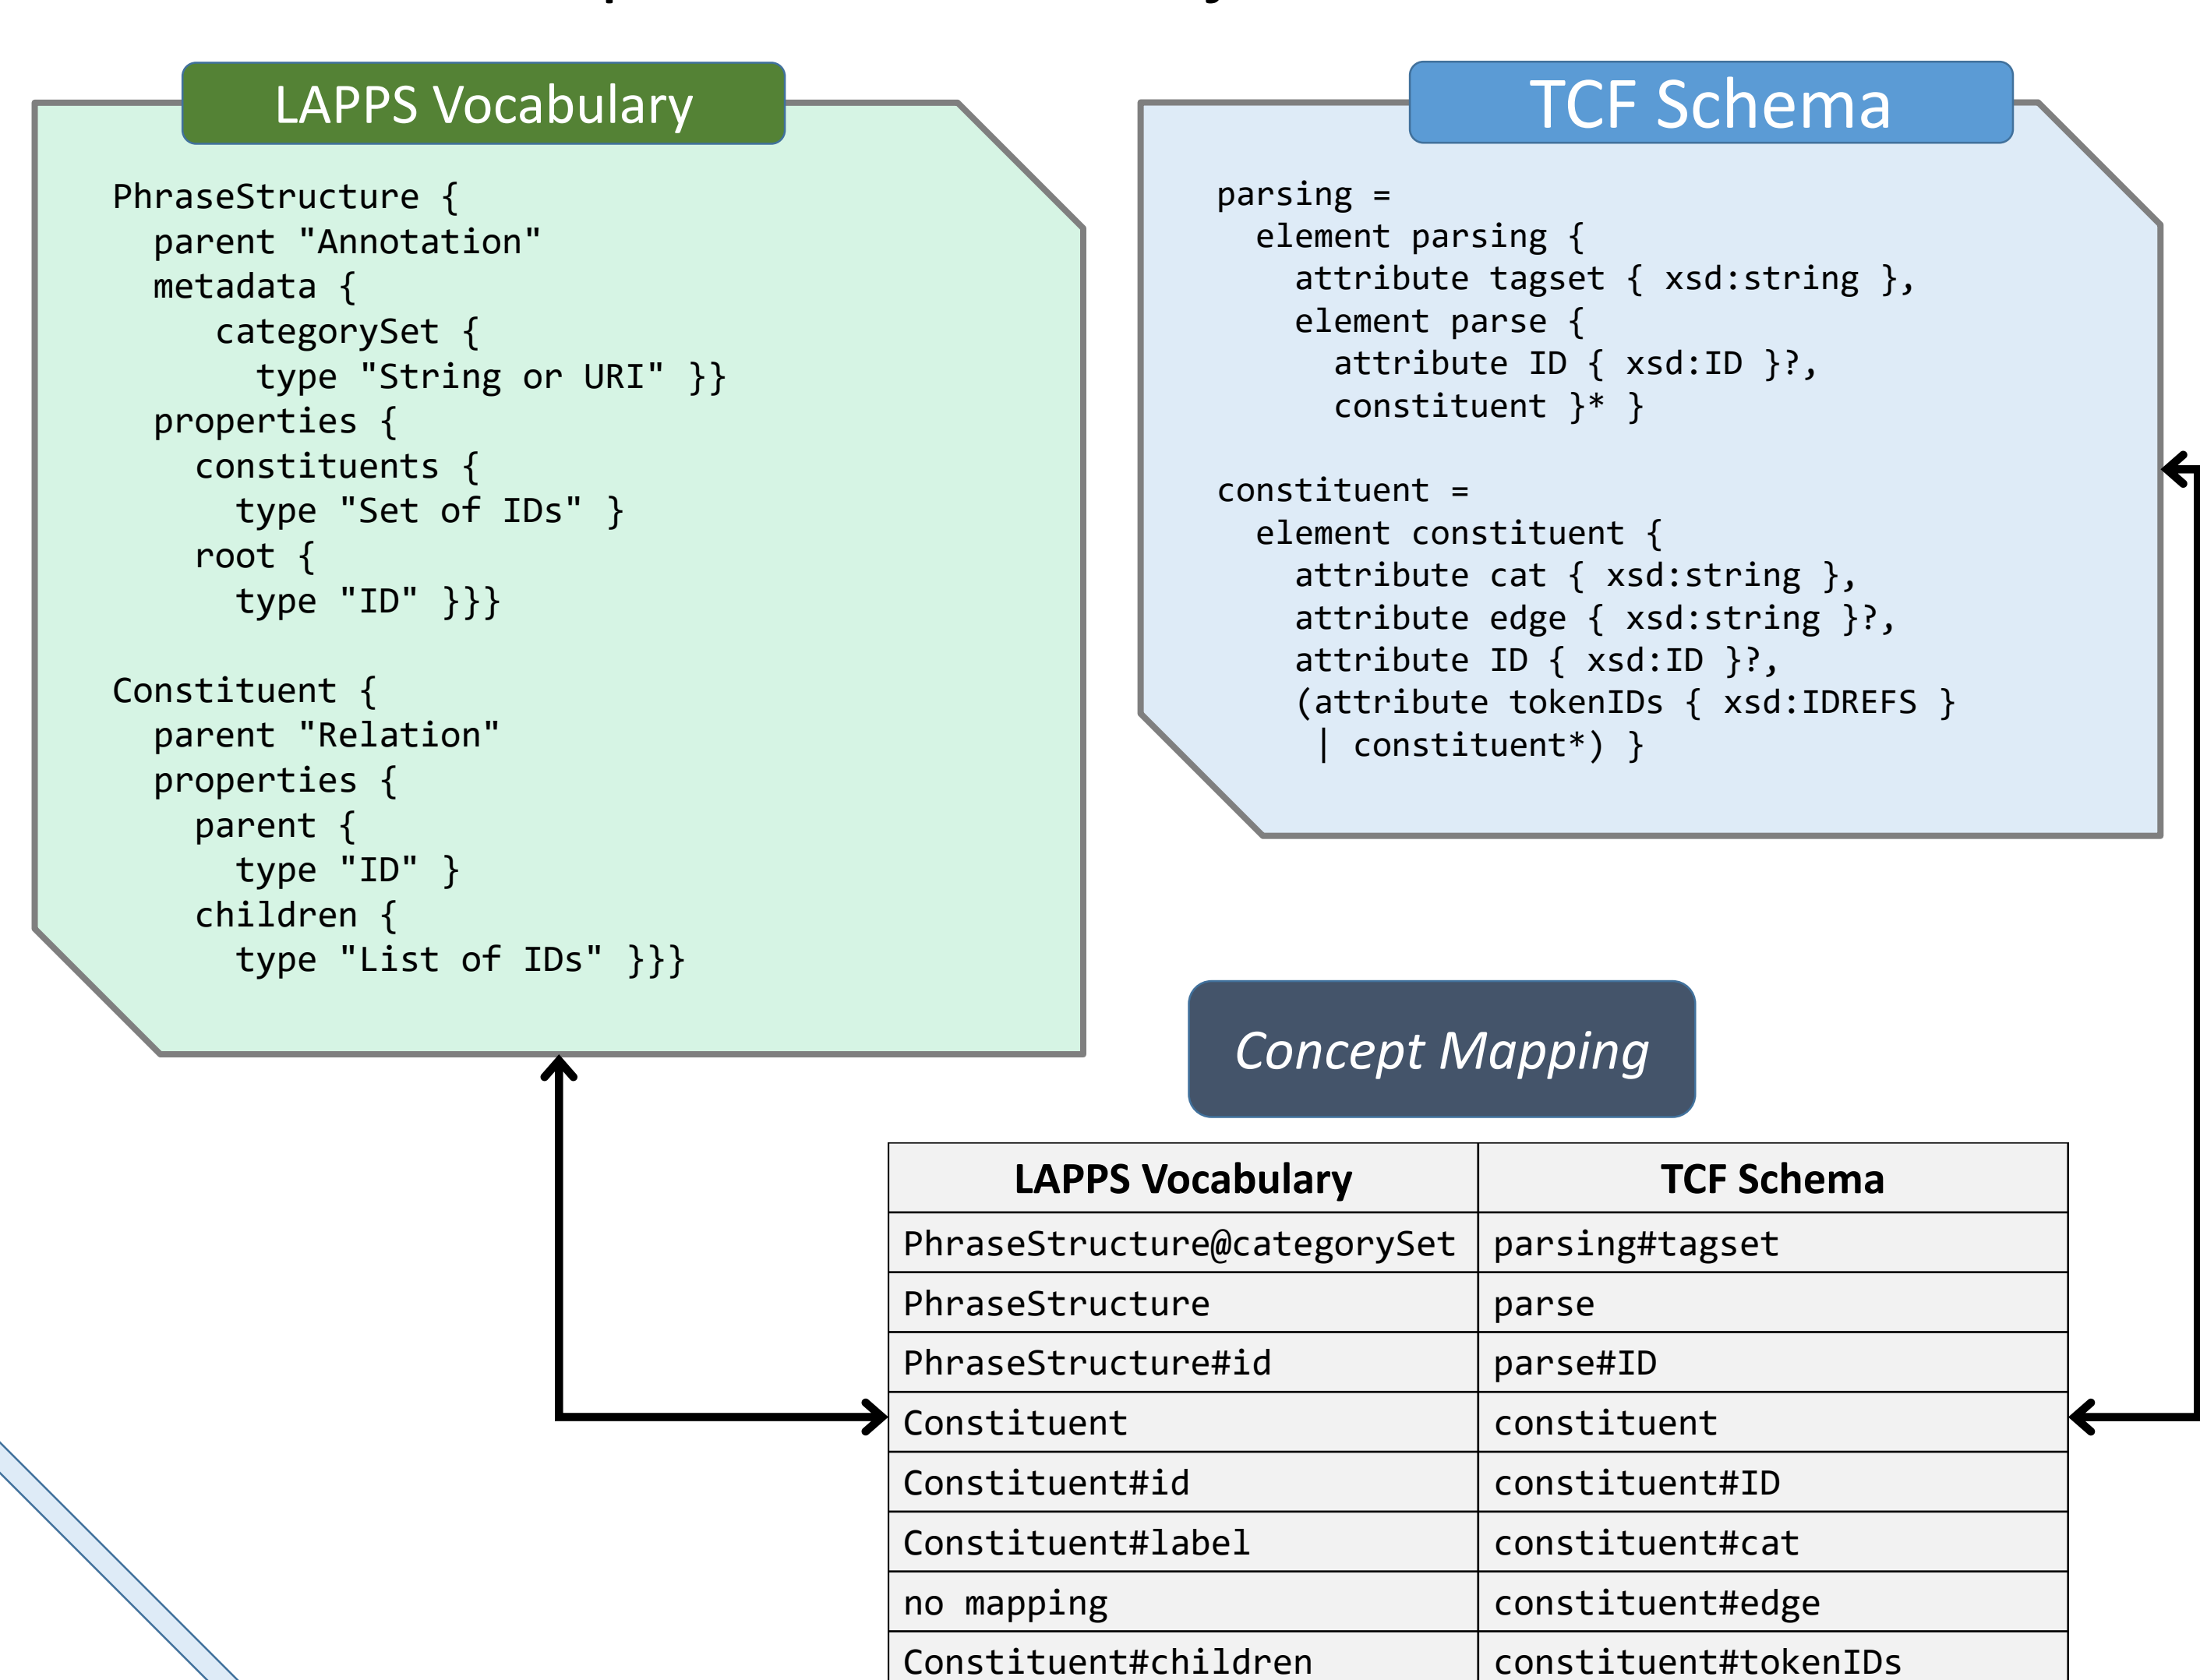 LAPPS Vocabulary
PhraseStructure {
parent "Annotation"
metadata {
categorySet {
type "String or URI" }}
properties {
constituents {
type "Set of IDs" }
root {
type "ID" }}}
Constituent {
parent "Relation"
properties {
parent {
type "ID" }
children {
type "List of IDs" }}}
TCF Schema
parsing =
element parsing {
attribute tagset { xsd:string },
element parse {
attribute ID { xsd:ID }?,
constituent }* }
constituent =
element constituent {
attribute cat { xsd:string },
attribute edge { xsd:string }?,
attribute ID { xsd:ID }?,
(attribute tokenIDs { xsd:IDREFS }
| constituent*) }
Concept Mapping
LAPPS Vocabulary TCF Schema
PhraseStructure@categorySet parsing#tagset
PhraseStructure parse
PhraseStructure#id parse#ID
Constituent constituent
Constituent#id constituent#ID
Constituent#label constituent#cat
no mapping constituent#edge
Constituent#children constituent#tokenIDs